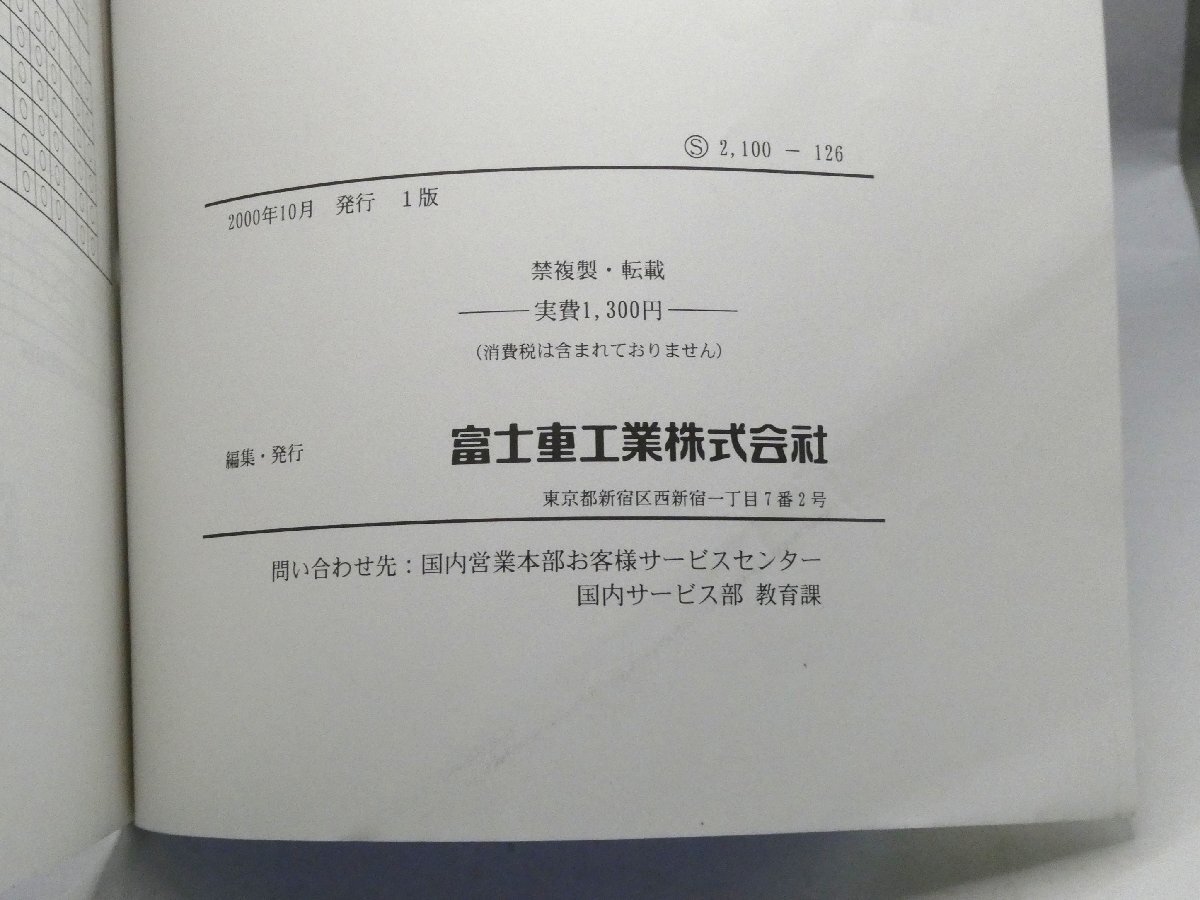 Ⓢ 2,100 － 126
2000年10月　発行　1版
禁複製・転載
実費1,300円
（消費税は含まれておりません）
編集・発行　富士重工業株式会社
東京都新宿区西新宿一丁目7番2号
問い合わせ先：国内営業本部お客様サービスセンター
国内サービス部 教育課